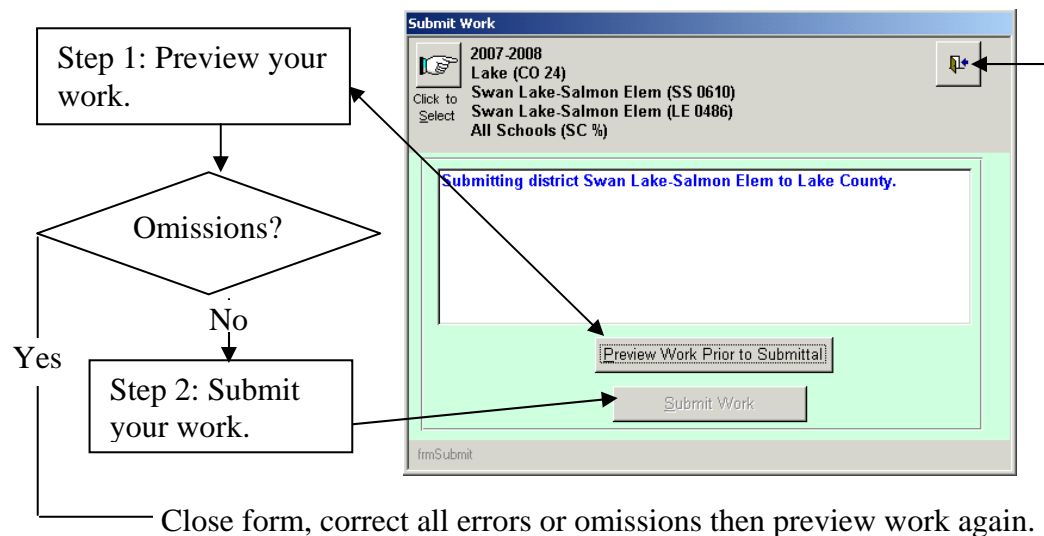 Step 1: Preview your
work.
Omissions?
No
Yes
Step 2: Submit
your work.
Submit Work
Click to
Select
2007-2008
Lake (CO 24)
Swan Lake-Salmon Elem (SS 0610)
Swan Lake-Salmon Elem (LE 0486)
All Schools (SC %)
Submitting district Swan Lake-Salmon Elem to Lake County.
Preview Work Prior to Submittal
Submit Work
frmSubmit
Close form, correct all errors or omissions then preview work again.